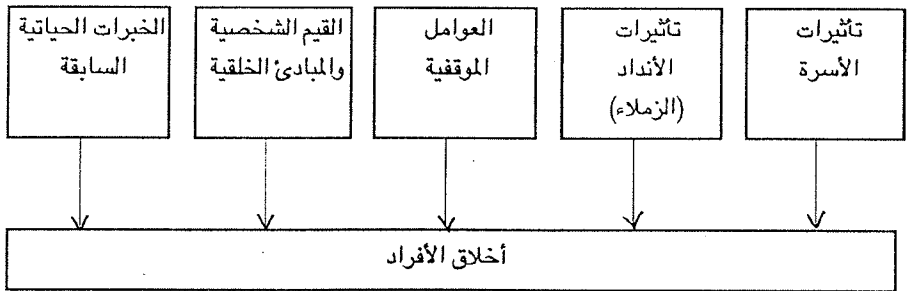 تأثيرات
الأسرة
تأثيرات
الأنداد
(الزملاء)
العوامل
الموقفية
القيم الشخصية
والمبادئ الخلقية
الخبرات الحياتية
السابقة
أخلاق الأفراد